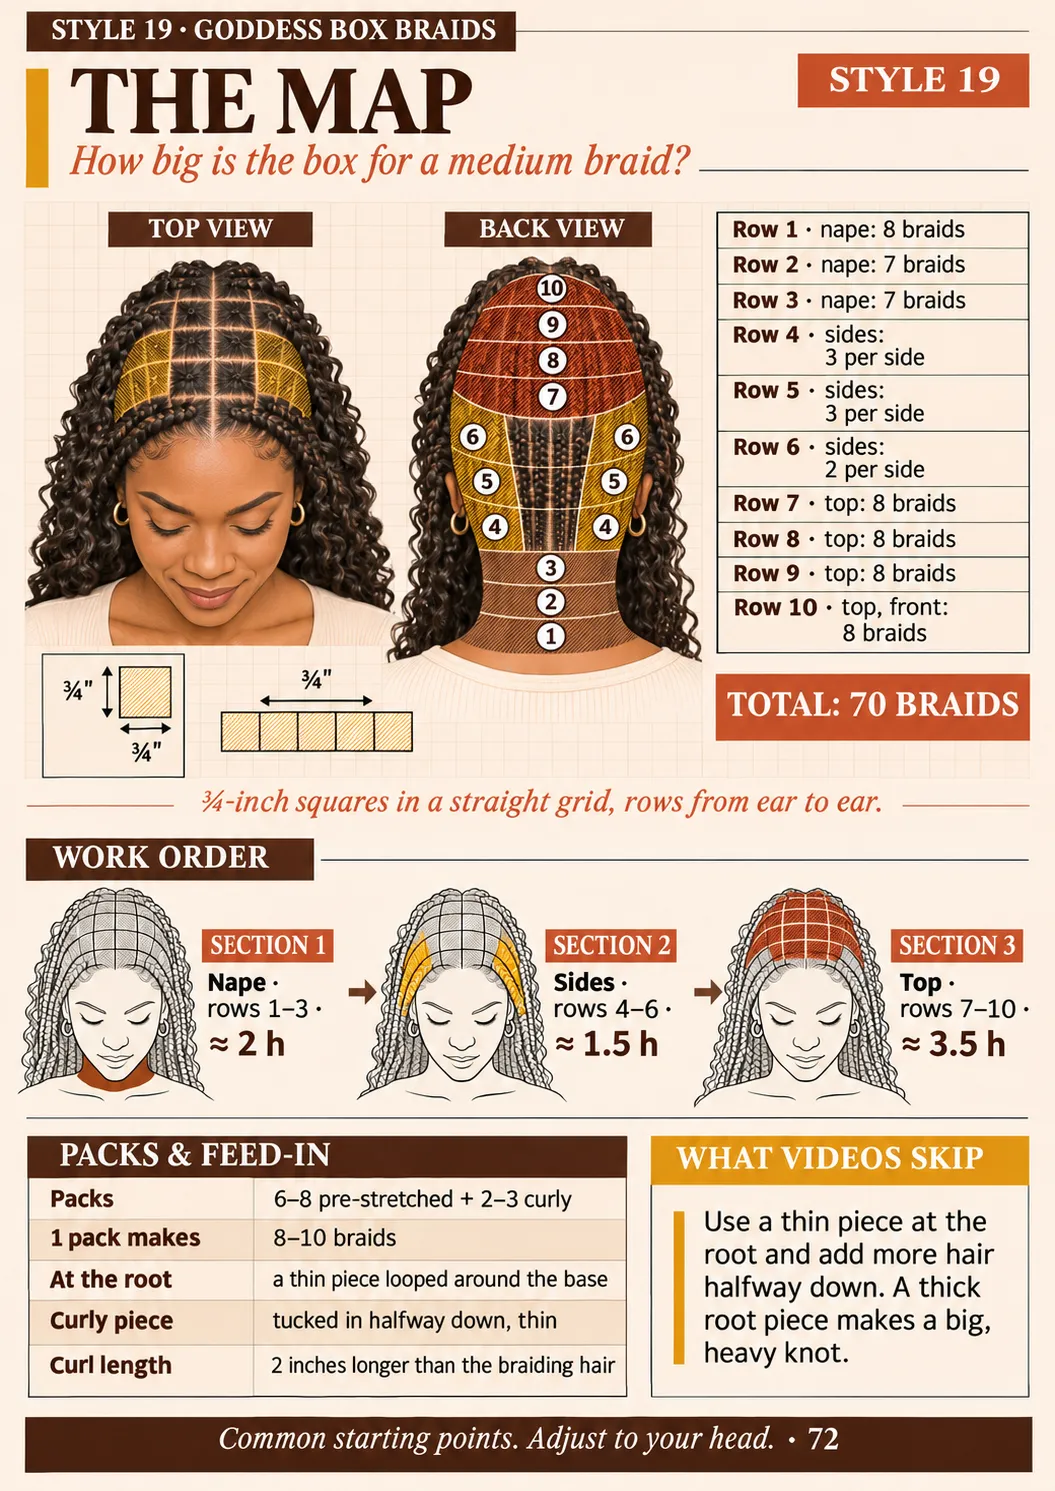 STYLE 19 · GODDESS BOX BRAIDS
THE MAP
STYLE 19
How big is the box for a medium braid?
TOP VIEW
BACK VIEW
10
9
8
7
6
6
5
5
4
4
3
2
1
Row 1 · nape: 8 braids
Row 2 · nape: 7 braids
Row 3 · nape: 7 braids
Row 4 · sides:
3 per side
Row 5 · sides:
3 per side
Row 6 · sides:
2 per side
Row 7 · top: 8 braids
Row 8 · top: 8 braids
Row 9 · top: 8 braids
Row 10 · top, front:
8 braids
TOTAL: 70 BRAIDS
¾"
¾"
¾"
¾-inch squares in a straight grid, rows from ear to ear.
WORK ORDER
SECTION 1
Nape ·
rows 1–3 ·
≈ 2 h
SECTION 2
Sides ·
rows 4–6 ·
≈ 1.5 h
SECTION 3
Top ·
rows 7–10 ·
≈ 3.5 h
PACKS & FEED-IN
Packs 6–8 pre-stretched + 2–3 curly
1 pack makes 8–10 braids
At the root a thin piece looped around the base
Curly piece tucked in halfway down, thin
Curl length 2 inches longer than the braiding hair
WHAT VIDEOS SKIP
Use a thin piece at the
root and add more hair
halfway down. A thick
root piece makes a big,
heavy knot.
Common starting points. Adjust to your head. · 72